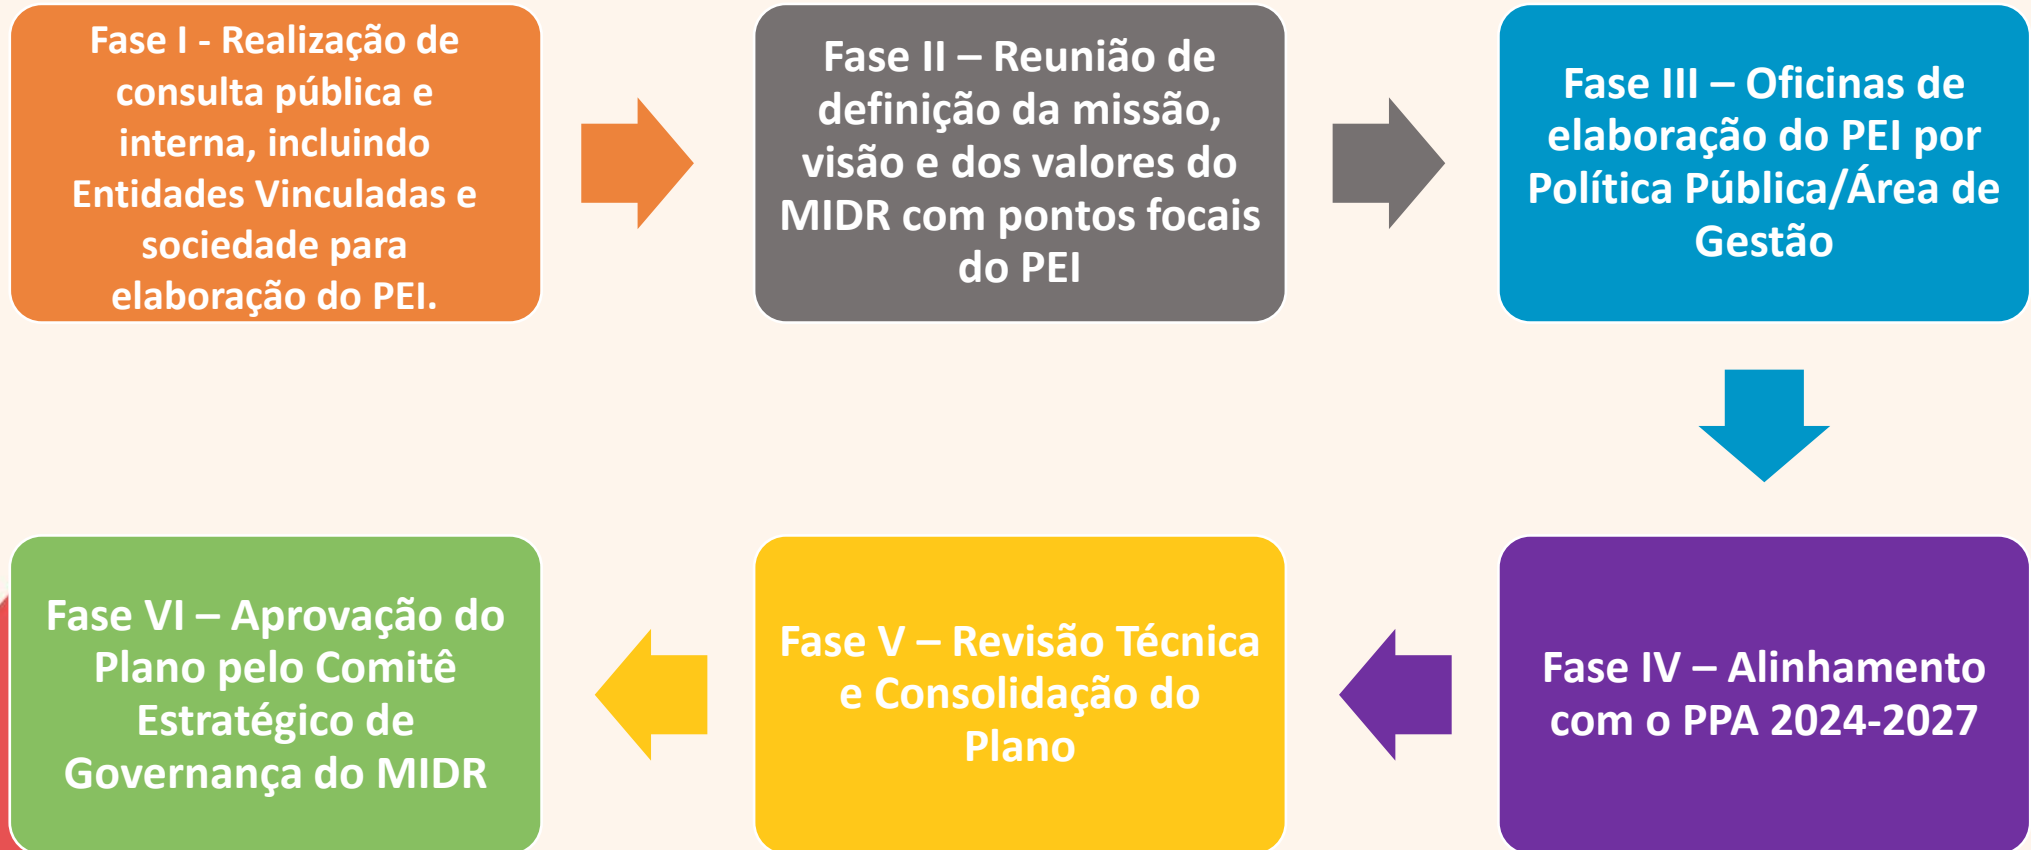 Fase I - Realização de
consulta pública e
interna, incluindo
Entidades Vinculadas e
sociedade para
elaboração do PEI.
Fase II – Reunião de
definição da missão,
visão e dos valores do
MIDR com pontos focais
do PEI
Fase III – Oficinas de
elaboração do PEI por
Política Pública/Área de
Gestão
Fase IV – Alinhamento
com o PPA 2024-2027
Fase V – Revisão Técnica
e Consolidação do
Plano
Fase VI – Aprovação do
Plano pelo Comitê
Estratégico de
Governança do MIDR